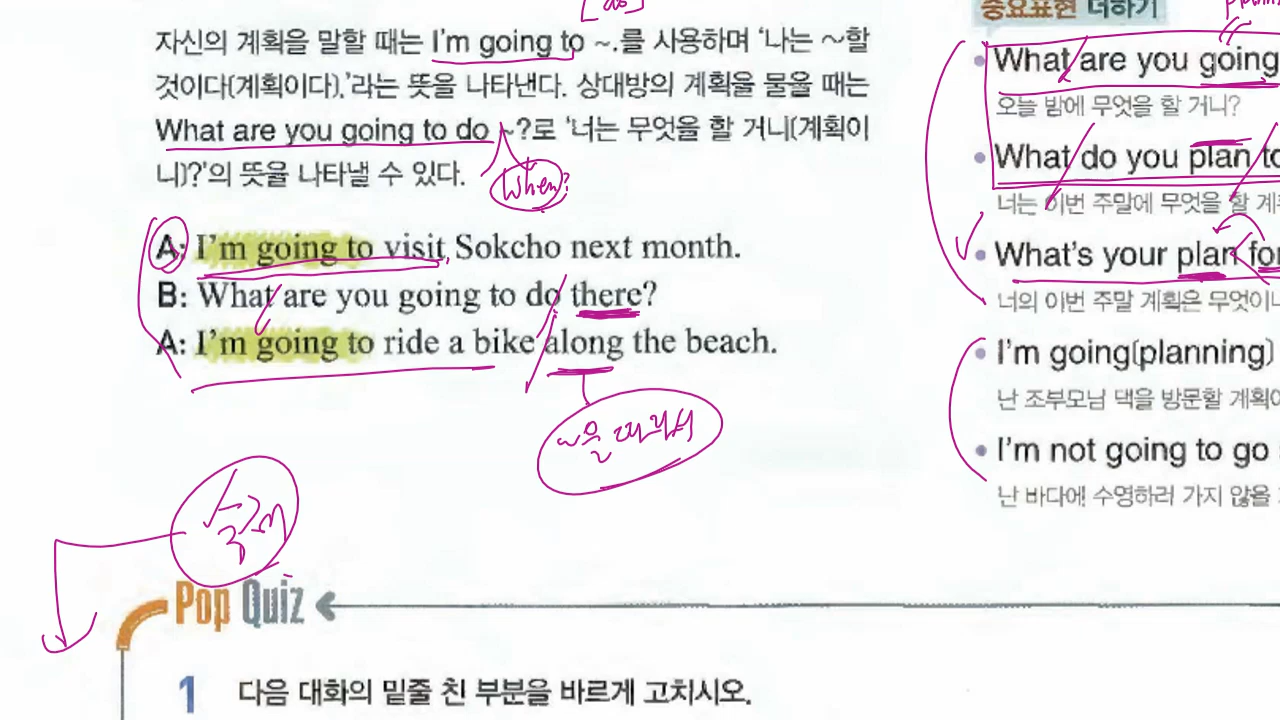 [do]
자신의 계획을 말할 때는 I'm going to ~.를 사용하며 '나는 ~할
것이다(계획이다).'라는 뜻을 나타낸다. 상대방의 계획을 물을 때는
What are you going to do ~?로 '너는 무엇을 할 거니(계획이
니)?'의 뜻을 나타낼 수 있다.
When?
A: I'm going to visit Sokcho next month.
B: What are you going to do there?
A: I'm going to ride a bike along the beach.
~을 따라서
숙제
Pop Quiz
1 다음 대화의 밑줄 친 부분을 바르게 고치시오.
중요표현 더하기
What are you going
오늘 밤에 무엇을 할 거니?
What do you plan to
너는 이번 주말에 무엇을 할 계획
What's your plan for
너의 이번 주말 계획은 무엇이니
I'm going(planning)
난 조부모님 댁을 방문할 계획이
I'm not going to go
난 바다에 수영하러 가지 않을